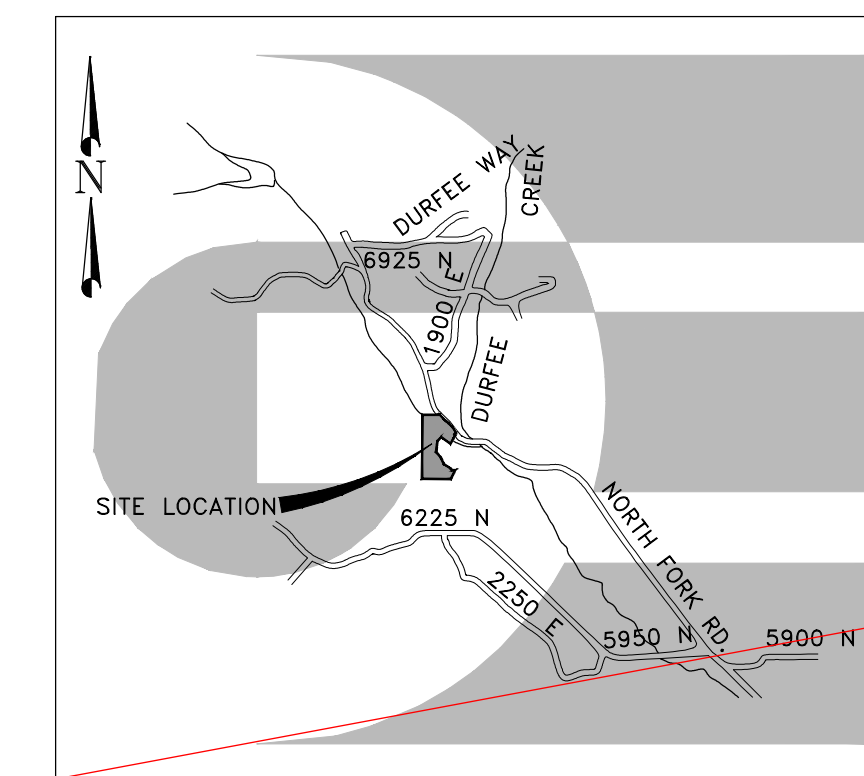 N
DURFEE WAY
CREEK
6925 N
1900 E
DURFEE
SITE LOCATION
6225 N
NORTH FORK RD.
2250 E
5950 N
5900 N